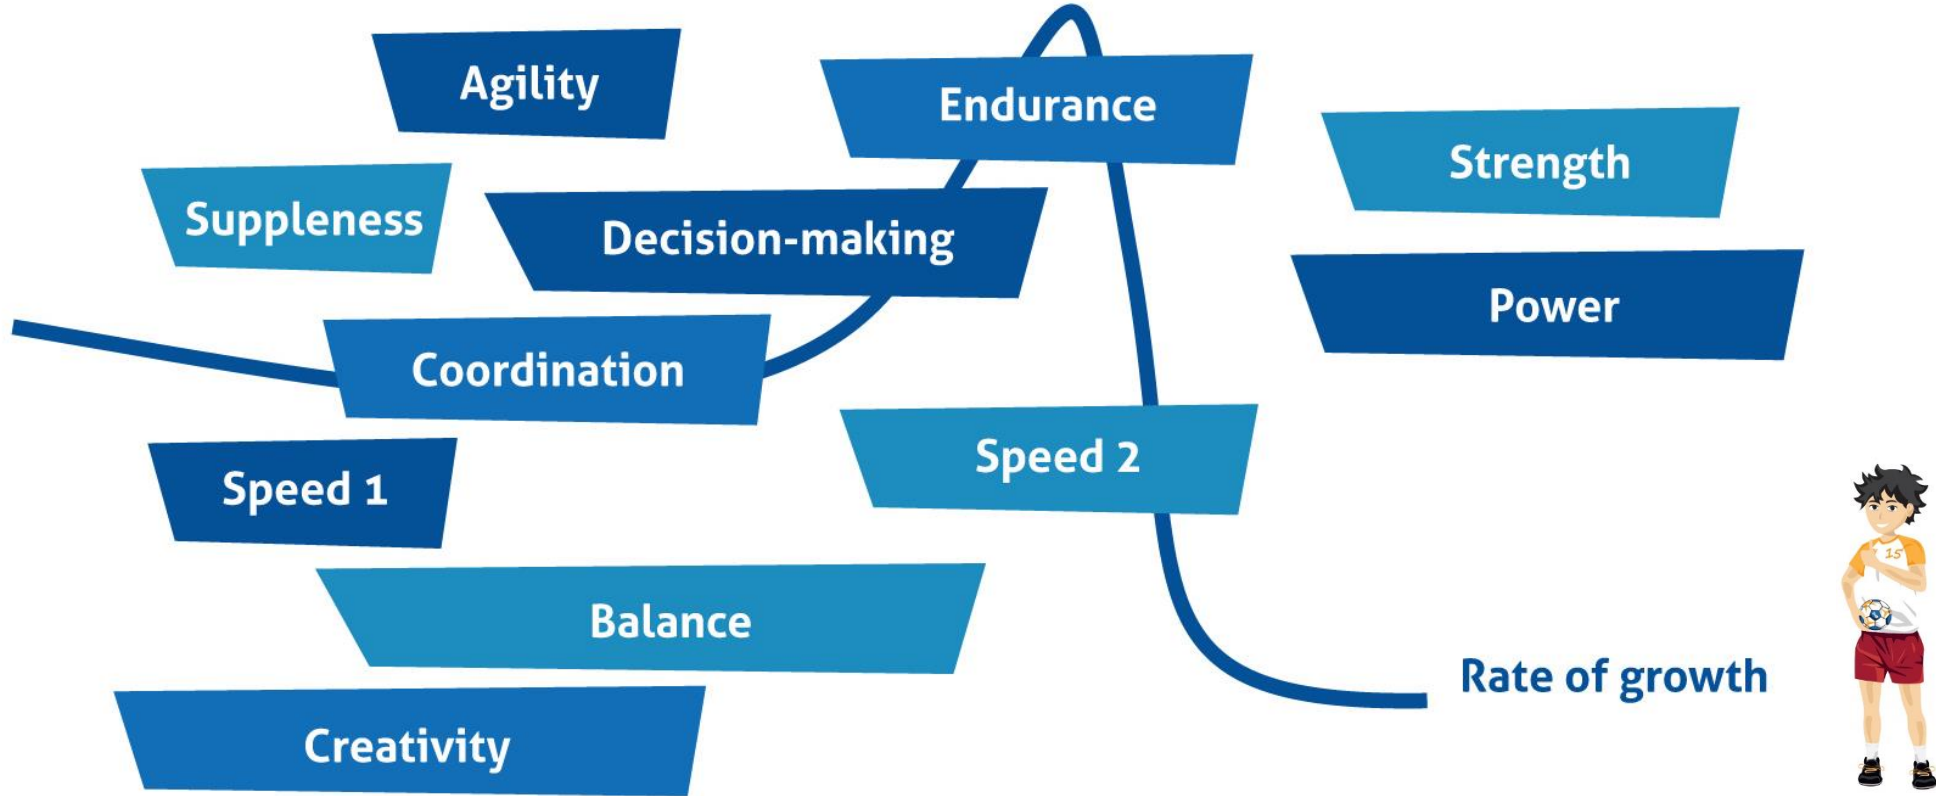 Agility
Endurance
Strength
Suppleness
Decision-making
Power
Coordination
Speed 2
Speed 1
Balance
Rate of growth
Creativity
15